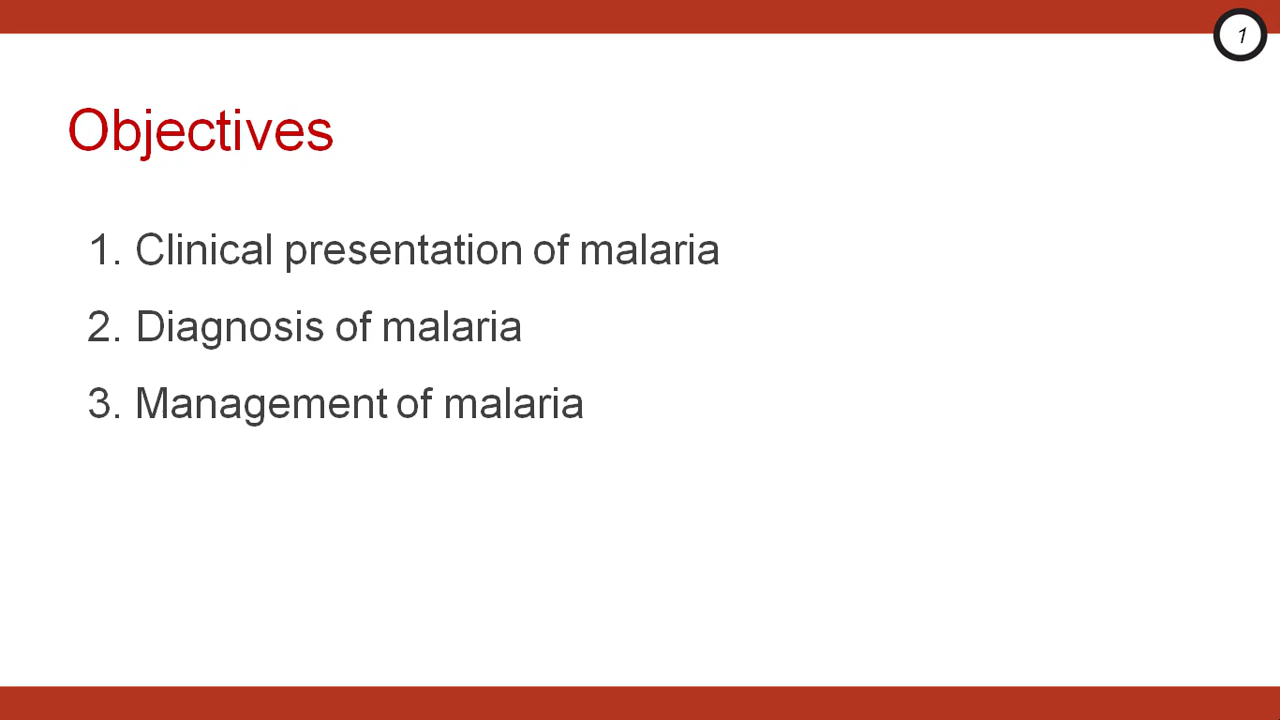 1
Objectives
1. Clinical presentation of malaria
2. Diagnosis of malaria
3. Management of malaria